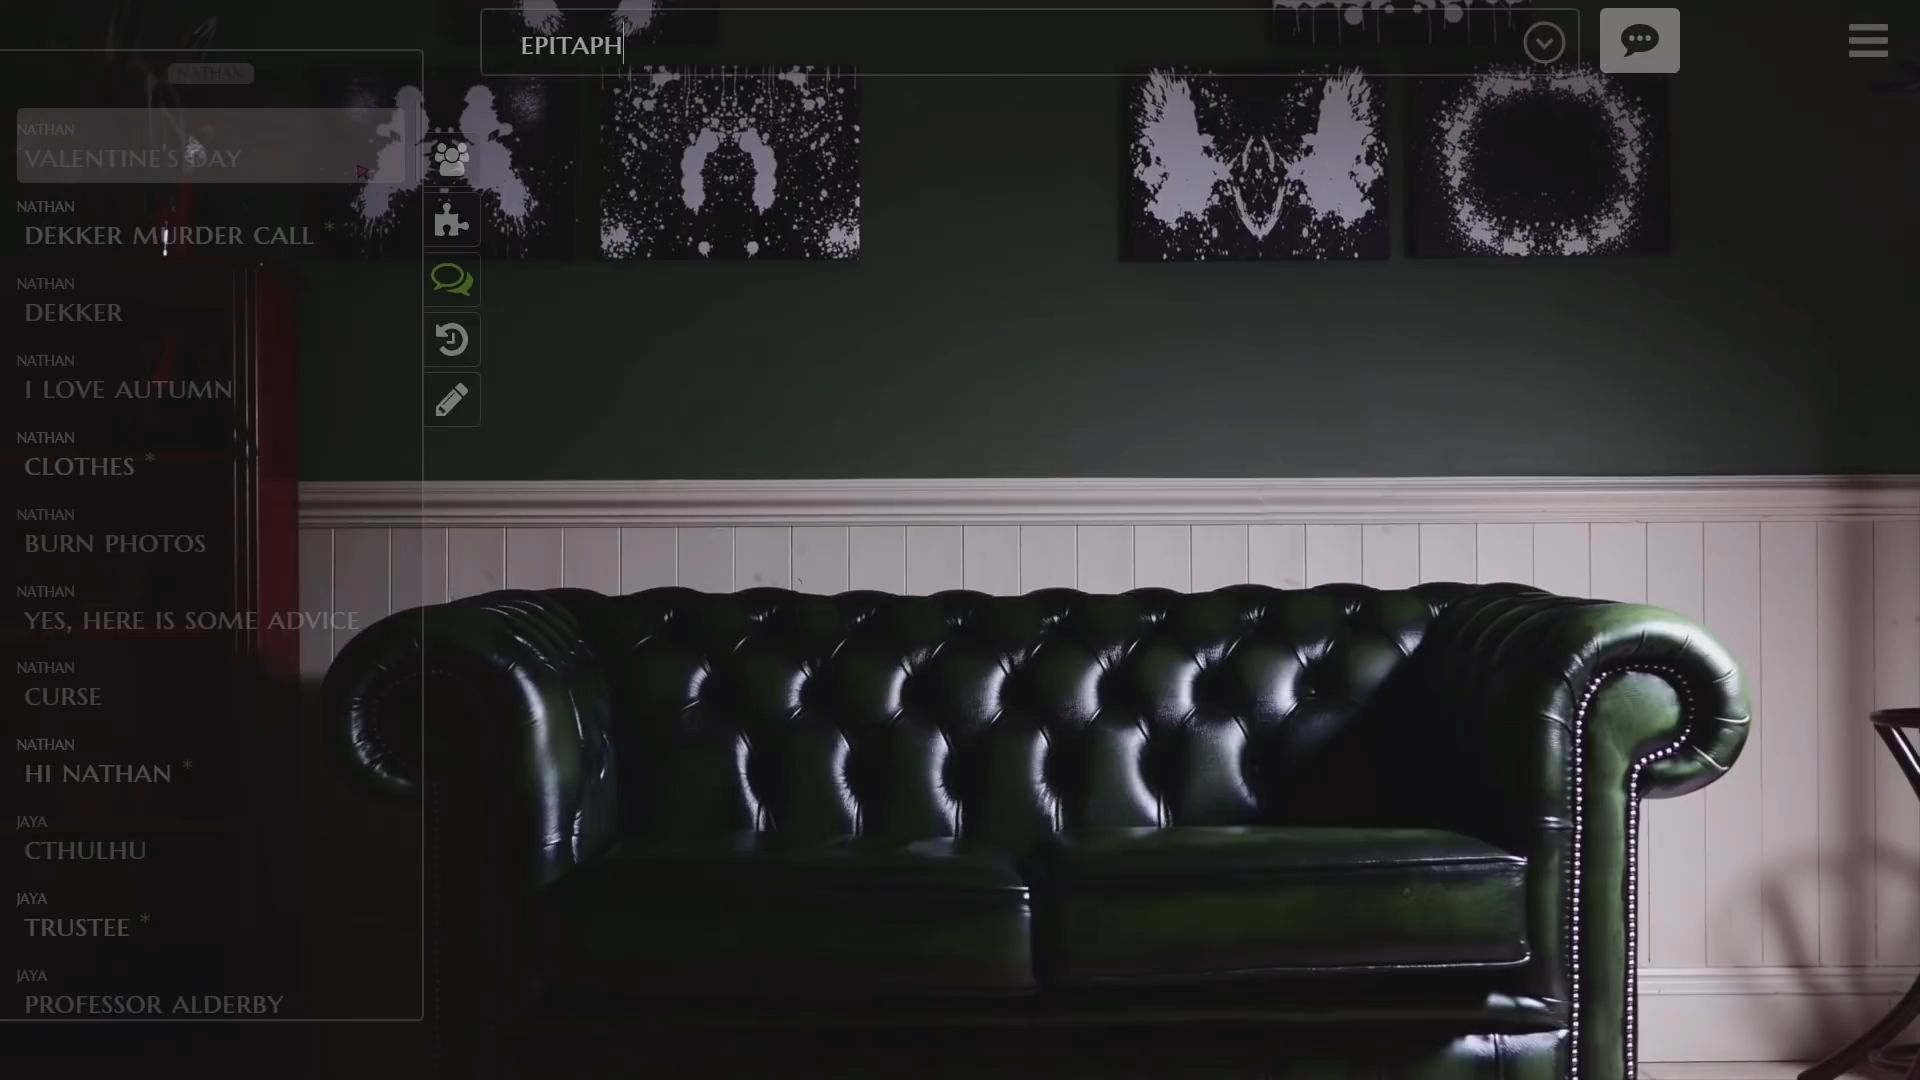 EPITAPH
NATHAN
NATHAN
VALENTINE'S DAY
NATHAN
DEKKER MURDER CALL *
NATHAN
DEKKER
NATHAN
I LOVE AUTUMN
NATHAN
CLOTHES *
NATHAN
BURN PHOTOS
NATHAN
YES, HERE IS SOME ADVICE
NATHAN
CURSE
NATHAN
HI NATHAN *
JAYA
CTHULHU
JAYA
TRUSTEE *
JAYA
PROFESSOR ALDERBY